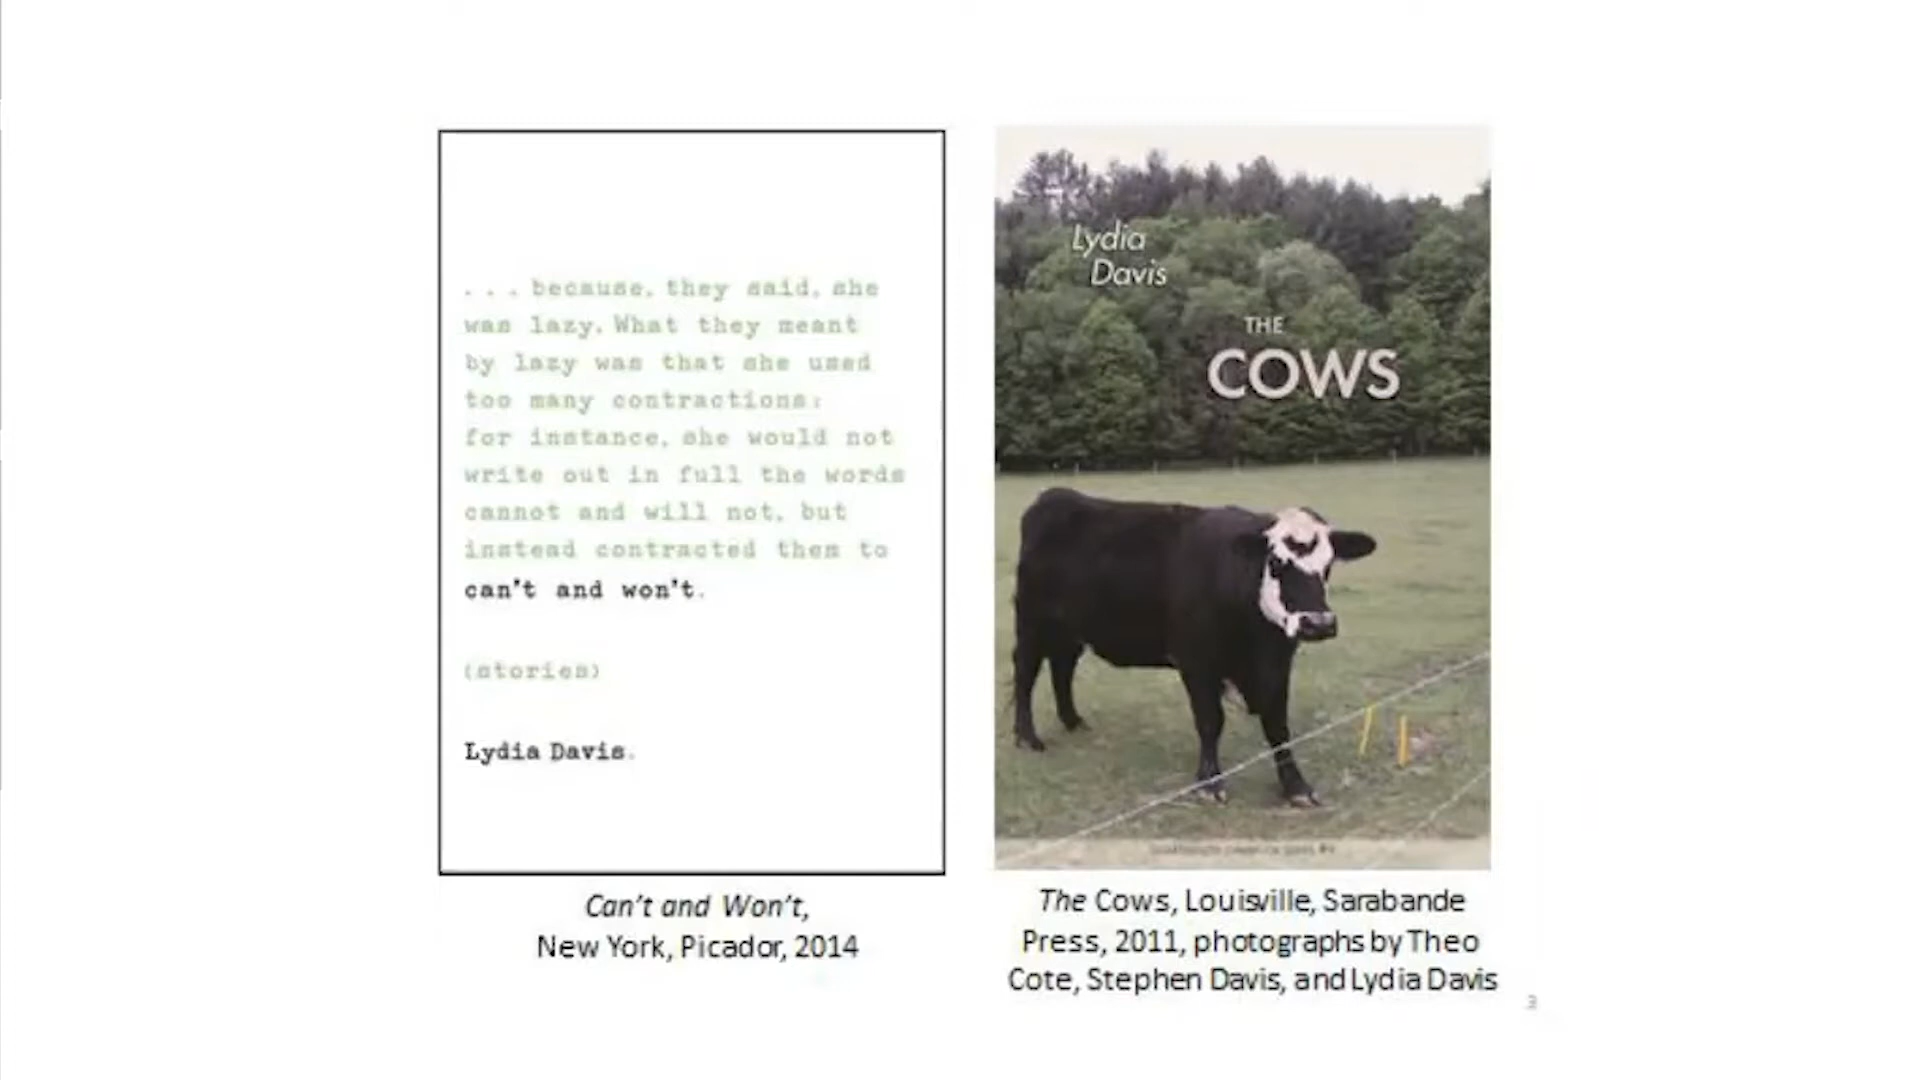 . . . because, they said, she
was lazy. What they meant
by lazy was that she used
too many contractions:
for instance, she would not
write out in full the words
cannot and will not, but
instead contracted them to
can't and won't.
(stories)
Lydia Davis.
Can't and Won't,
New York, Picador, 2014
Lydia
Davis
THE
COWS
The Cows, Louisville, Sarabande
Press, 2011, photographs by Theo
Cote, Stephen Davis, and Lydia Davis
3